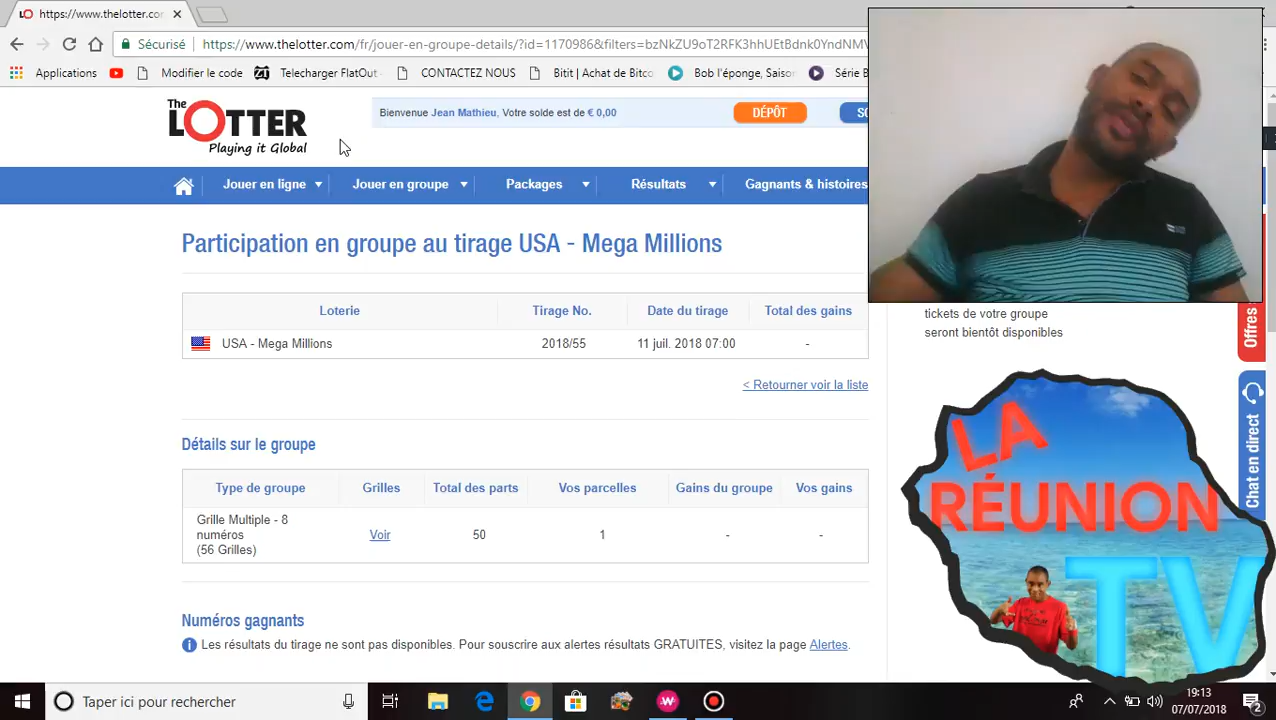 https://www.thelotter.com
Sécurisé
https://www.thelotter.com/fr/jouer-en-groupe-details/?id=1170986&filters=bzNkZU9oT2RFK3hhUEtBdnk0YndNMV
Applications
Modifier le code
Telecharger FlatOut
CONTACTEZ NOUS
Bitit | Achat de Bitco
Bob l'éponge, Saiso
Série B
The
LOTTER
Playing it Global
Bienvenue Jean Mathieu, Votre solde est de € 0,00
DÉPÔT
Jouer en ligne
Jouer en groupe
Packages
Résultats
Gagnants & histoires
Participation en groupe au tirage USA - Mega Millions
Loterie Tirage No. Date du tirage Total des gains
USA - Mega Millions 2018/55 11 juil. 2018 07:00 -
tickets de votre groupe
seront bientôt disponibles
Offres
< Retourner voir la liste
Détails sur le groupe
Type de groupe Grilles Total des parts Vos parcelles Gains du groupe Vos gains
Grille Multiple - 8
numéros
(56 Grilles)
Voir 50 1 - -
Chat en direct
LA
RÉUNION
TV
Numéros gagnants
Les résultats du tirage ne sont pas disponibles. Pour souscrire aux alertes résultats GRATUITES, visitez la page Alertes.
Taper ici pour rechercher
19:13
07/07/2018
2